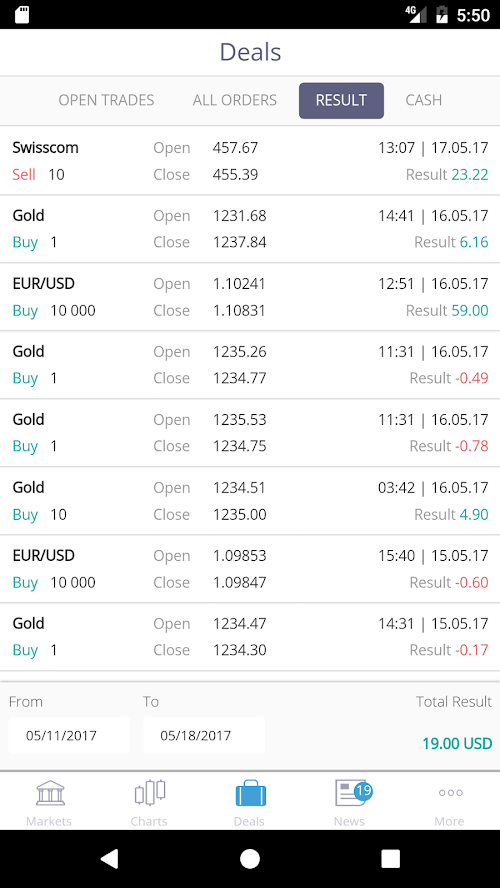 4G 5:50
Deals
OPEN TRADES ALL ORDERS RESULT CASH
Swisscom Open 457.67 13:07 | 17.05.17
Sell 10 Close 455.39 Result 23.22
Gold Open 1231.68 14:41 | 16.05.17
Buy 1 Close 1237.84 Result 6.16
EUR/USD Open 1.10241 12:51 | 16.05.17
Buy 10 000 Close 1.10831 Result 59.00
Gold Open 1235.26 11:31 | 16.05.17
Buy 1 Close 1234.77 Result -0.49
Gold Open 1235.53 11:31 | 16.05.17
Buy 1 Close 1234.75 Result -0.78
Gold Open 1234.51 03:42 | 16.05.17
Buy 10 Close 1235.00 Result 4.90
EUR/USD Open 1.09853 15:40 | 15.05.17
Buy 10 000 Close 1.09847 Result -0.60
Gold Open 1234.47 14:31 | 15.05.17
Buy 1 Close 1234.30 Result -0.17
From To Total Result
05/11/2017 05/18/2017 19.00 USD
19
Markets Charts Deals News More